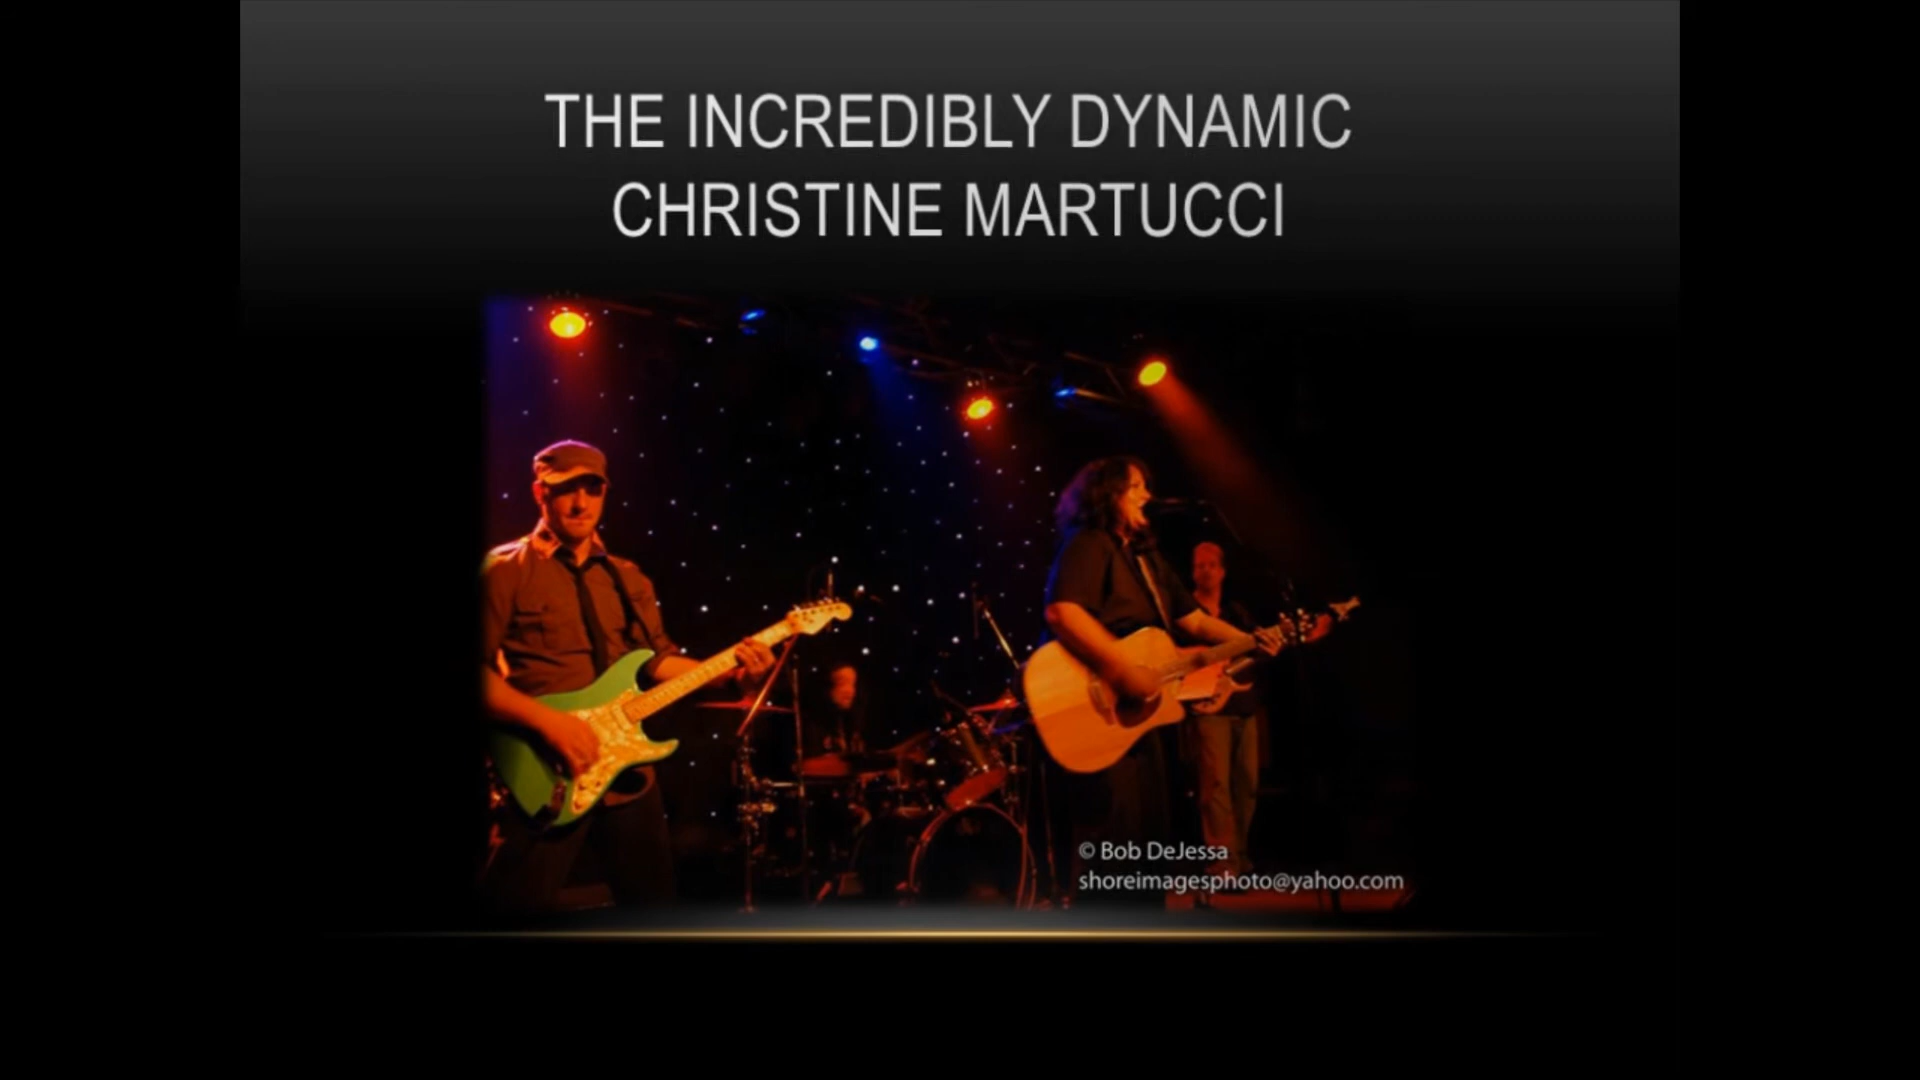 THE INCREDIBLY DYNAMIC
CHRISTINE MARTUCCI
© Bob DeJessa
shoreimagesphoto@yahoo.com